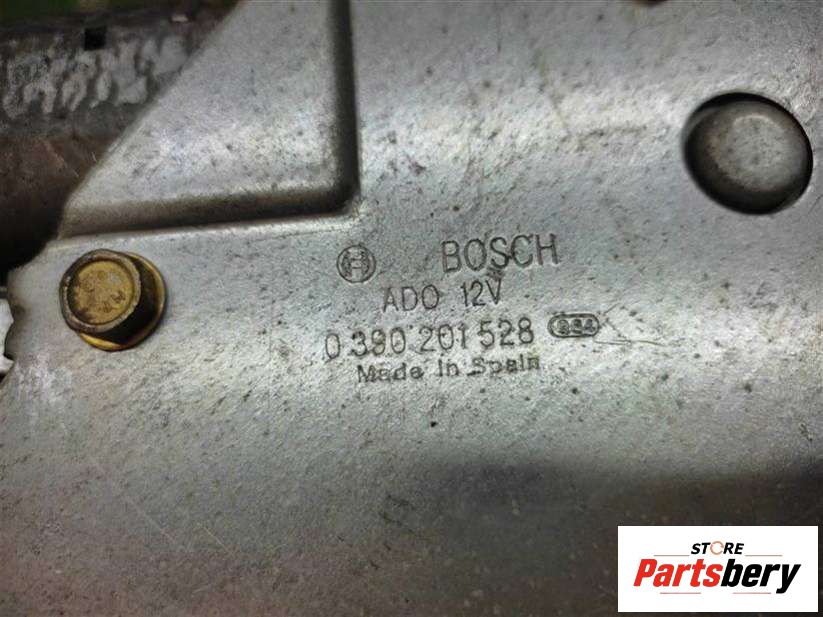 BOSCH
ADO 12V
0 390 201 528
Made in Spain
STORE
Partsbery